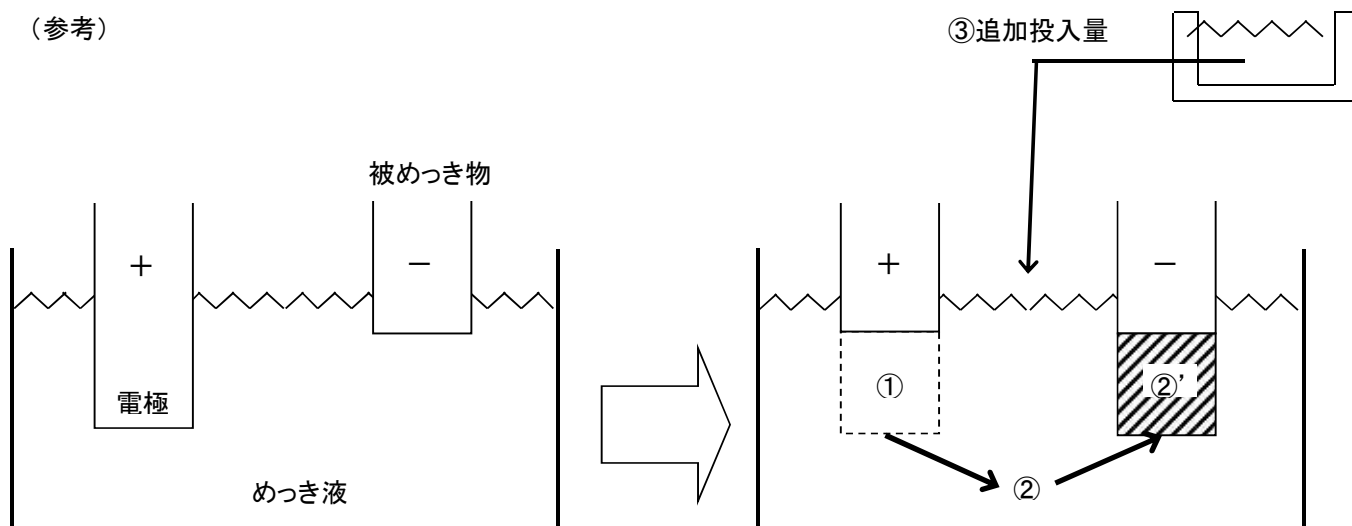 （参考）
③追加投入量
被めっき物
＋
－
電極
めっき液
＋
－
①
②’
②